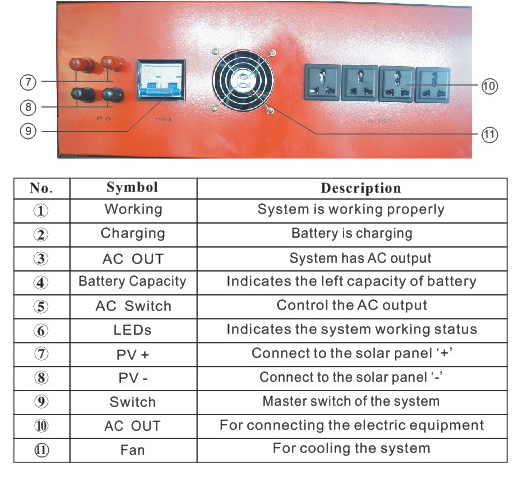 7
8
9
10
11
PV IN
No. Symbol Description
1 Working System is working properly
2 Charging Battery is charging
3 AC OUT System has AC output
4 Battery Capacity Indicates the left capacity of battery
5 AC Switch Control the AC output
6 LEDs Indicates the system working status
7 PV + Connect to the solar panel ‘+’
8 PV - Connect to the solar panel ‘-’
9 Switch Master switch of the system
10 AC OUT For connecting the electric equipment
11 Fan For cooling the system